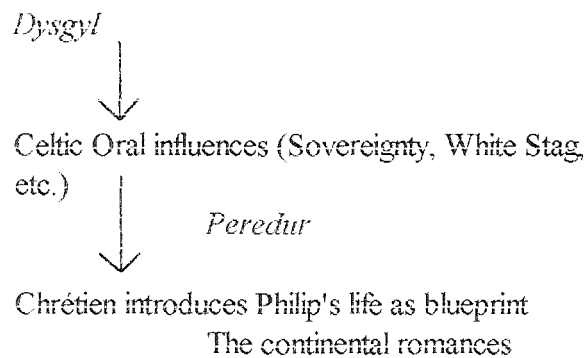 Dysgyl
Celtic Oral influences (Sovereignty, White Stag,
etc.)
Peredur
Chrétien introduces Philip's life as blueprint
The continental romances